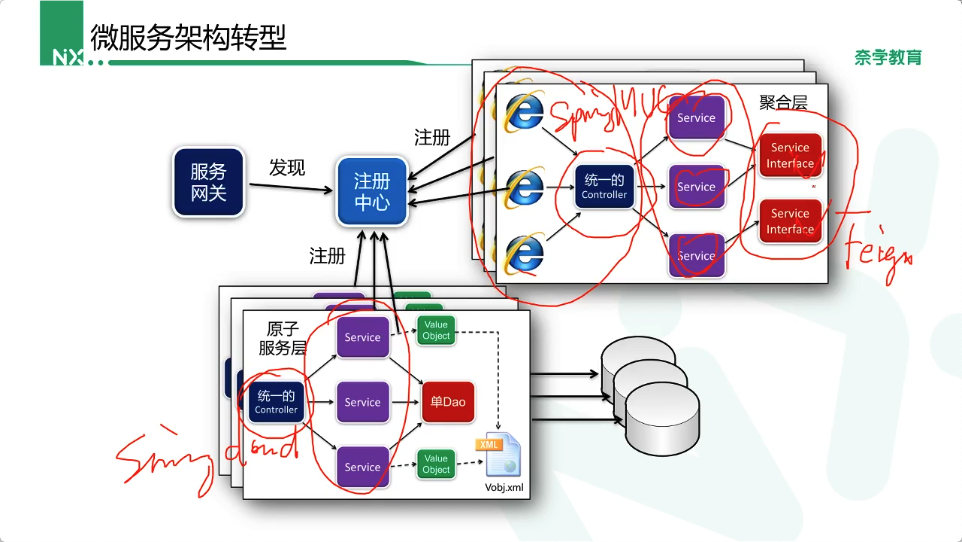 微服务架构转型
NX
奈学教育
聚合层
Spring MVC
Service
Service
Interface
注册
发现
服务
网关
注册
中心
统一的
Controller
Service
Service
Interface
feign
Service
注册
原子
服务层
Service
Value
Object
统一的
Controller
Service
单Dao
Spring cloud
Service
Value
Object
XML
Vobj.xml